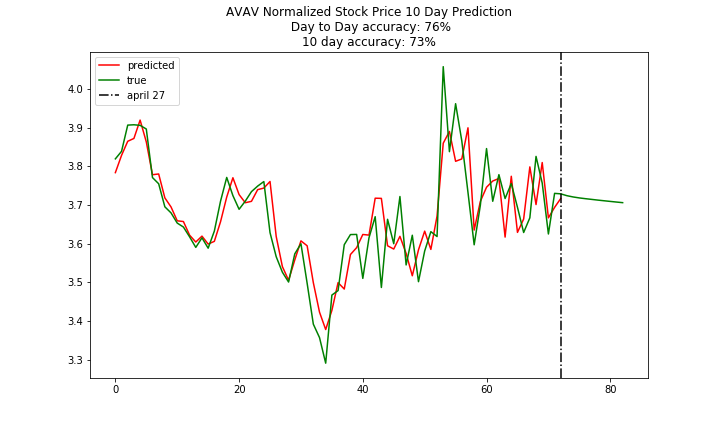 AVAV Normalized Stock Price 10 Day Prediction
Day to Day accuracy: 76%
10 day accuracy: 73%
predicted
true
april 27
4.0
3.9
3.8
3.7
3.6
3.5
3.4
3.3
0 20 40 60 80